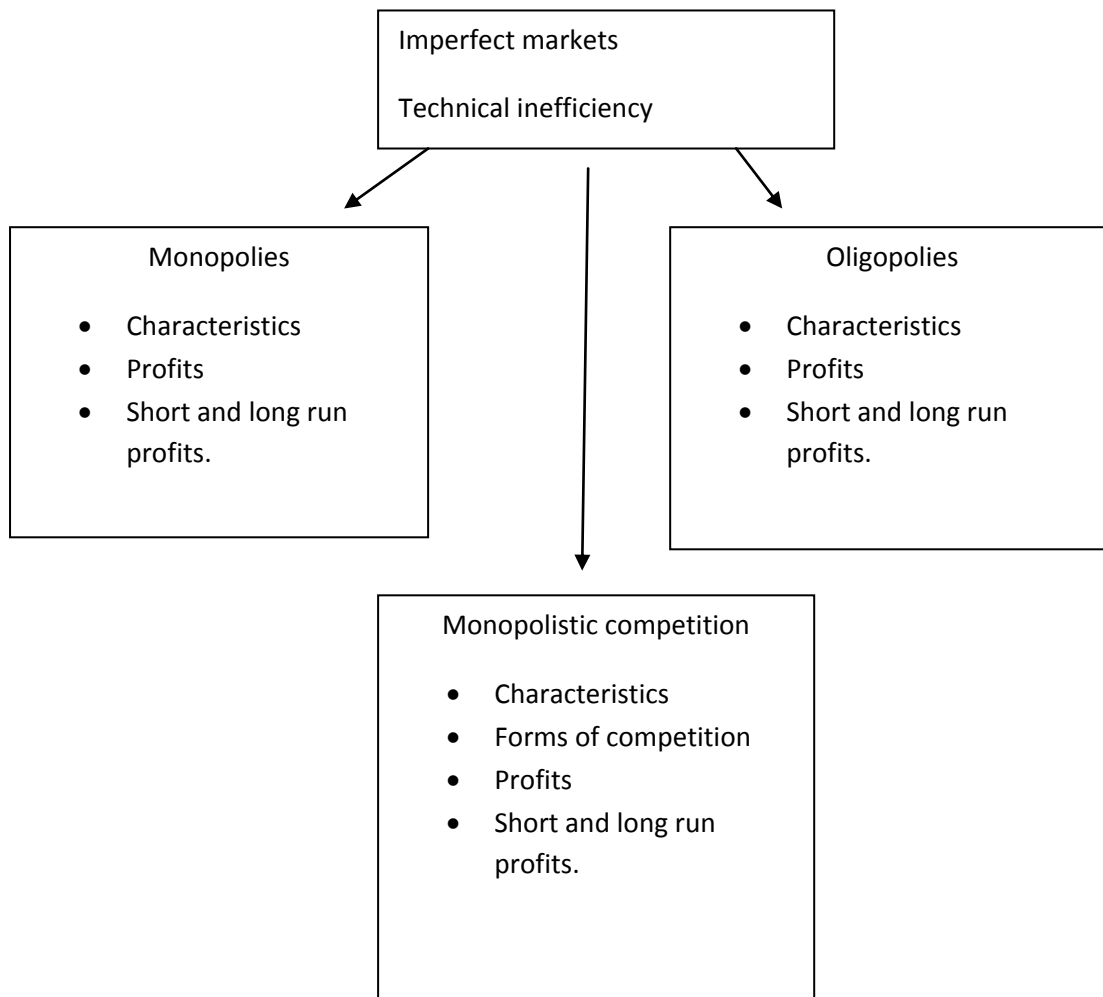 Imperfect markets
Technical inefficiency
Monopolies
• Characteristics
• Profits
• Short and long run
profits.
Oligopolies
• Characteristics
• Profits
• Short and long run
profits.
Monopolistic competition
• Characteristics
• Forms of competition
• Profits
• Short and long run
profits.